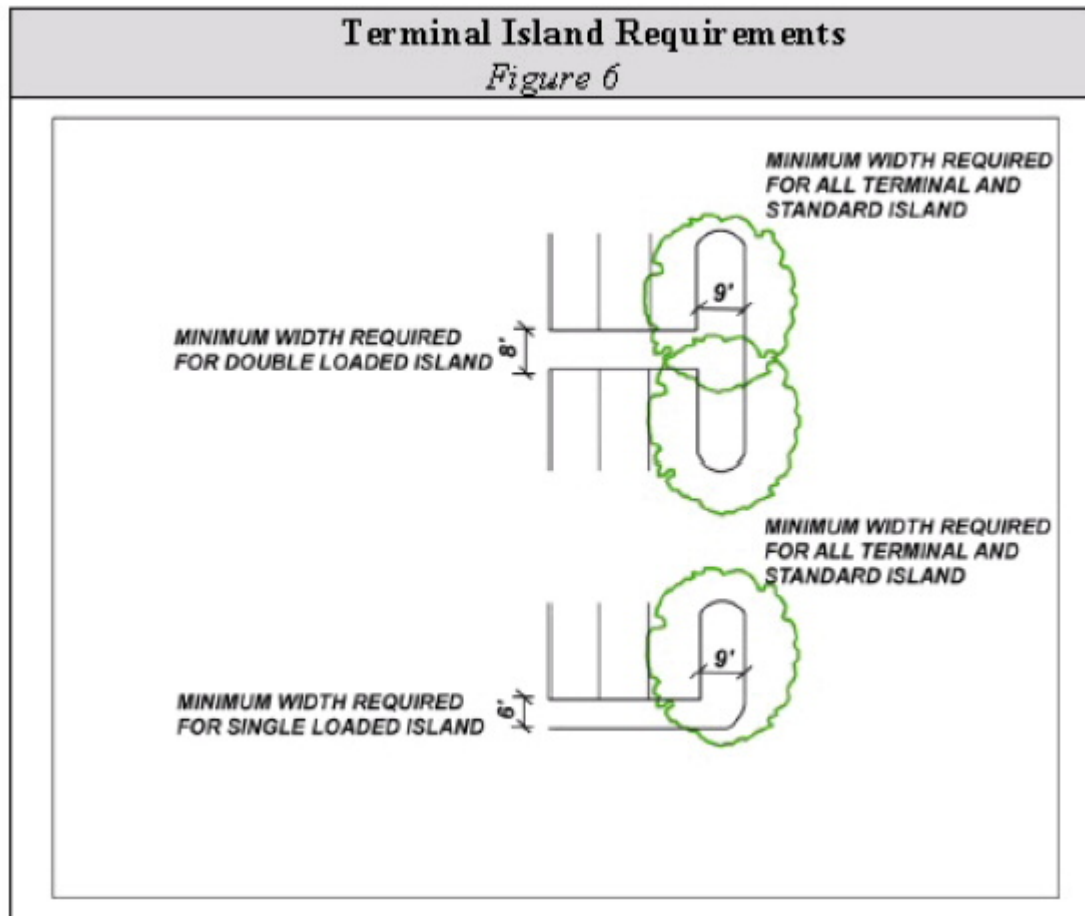 Terminal Island Requirements
Figure 6
MINIMUM WIDTH REQUIRED
FOR ALL TERMINAL AND
STANDARD ISLAND
9'
MINIMUM WIDTH REQUIRED
FOR DOUBLE LOADED ISLAND
8'
MINIMUM WIDTH REQUIRED
FOR ALL TERMINAL AND
STANDARD ISLAND
9'
MINIMUM WIDTH REQUIRED
FOR SINGLE LOADED ISLAND
6'